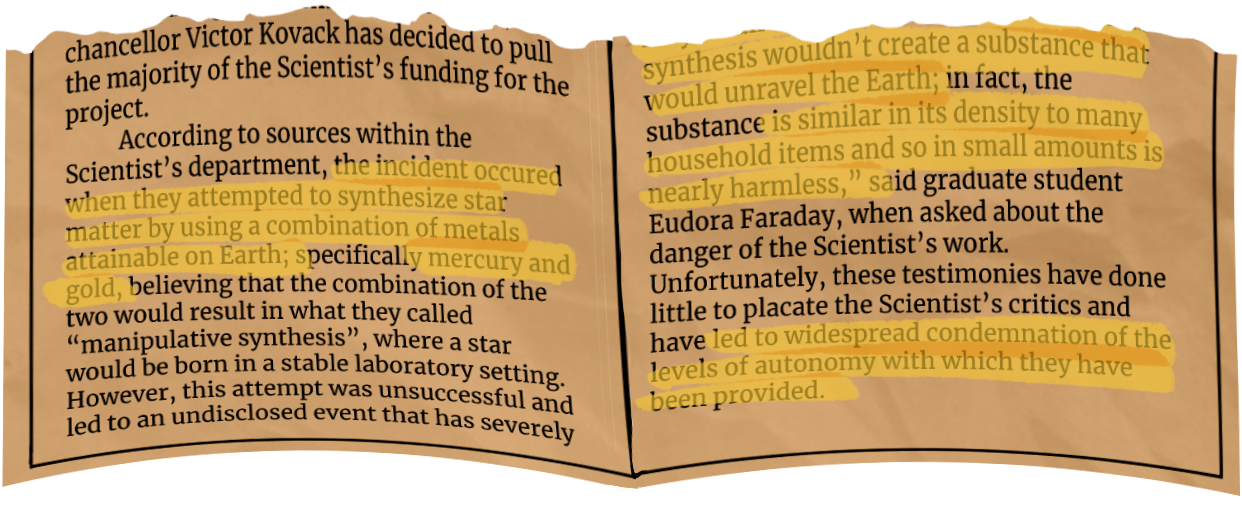 chancellor Victor Kovack has decided to pull
the majority of the Scientist's funding for the
project.
According to sources within the
Scientist's department, the incident occured
when they attempted to synthesize star
matter by using a combination of metals
attainable on Earth; specifically mercury and
gold, believing that the combination of the
two would result in what they called
“manipulative synthesis”, where a star
would be born in a stable laboratory setting.
However, this attempt was unsuccessful and
led to an undisclosed event that has severely
synthesis wouldn't create a substance that
would unravel the Earth; in fact, the
substance is similar in its density to many
household items and so in small amounts is
nearly harmless,” said graduate student
Eudora Faraday, when asked about the
danger of the Scientist's work.
Unfortunately, these testimonies have done
little to placate the Scientist's critics and
have led to widespread condemnation of the
levels of autonomy with which they have
been provided.